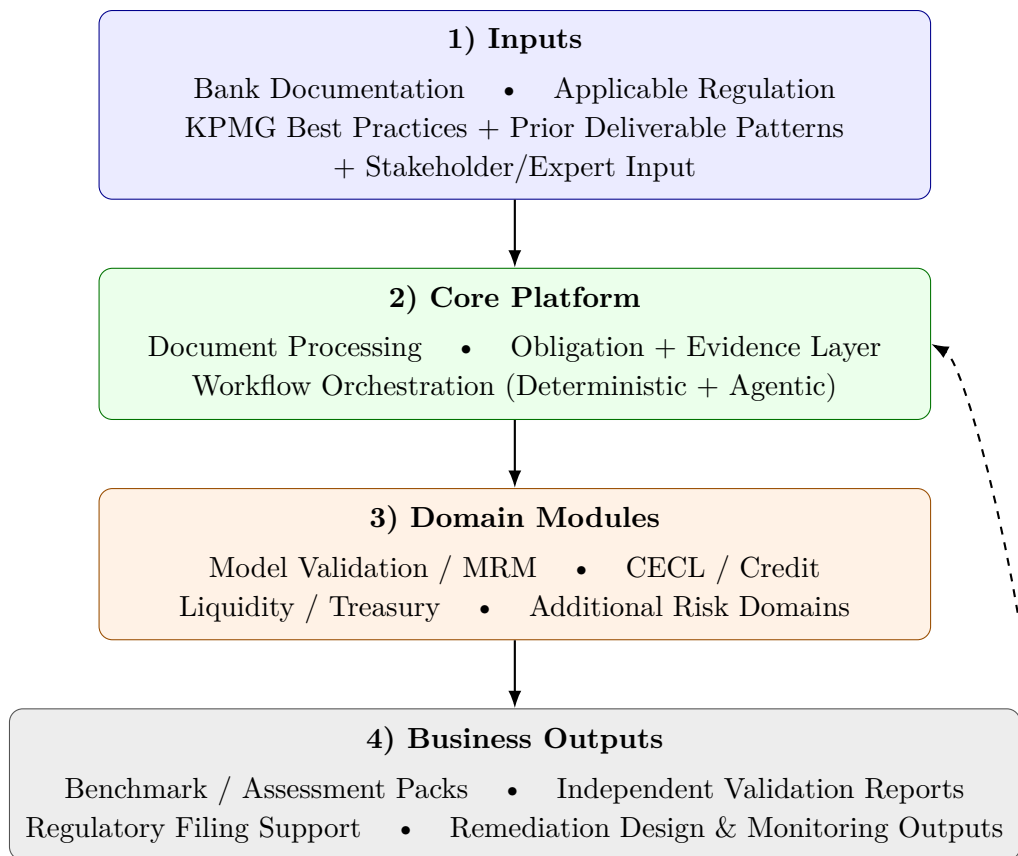 1) Inputs
Bank Documentation • Applicable Regulation
KPMG Best Practices + Prior Deliverable Patterns
+ Stakeholder/Expert Input
2) Core Platform
Document Processing • Obligation + Evidence Layer
Workflow Orchestration (Deterministic + Agentic)
3) Domain Modules
Model Validation / MRM • CECL / Credit
Liquidity / Treasury • Additional Risk Domains
4) Business Outputs
Benchmark / Assessment Packs • Independent Validation Reports
Regulatory Filing Support • Remediation Design & Monitoring Outputs